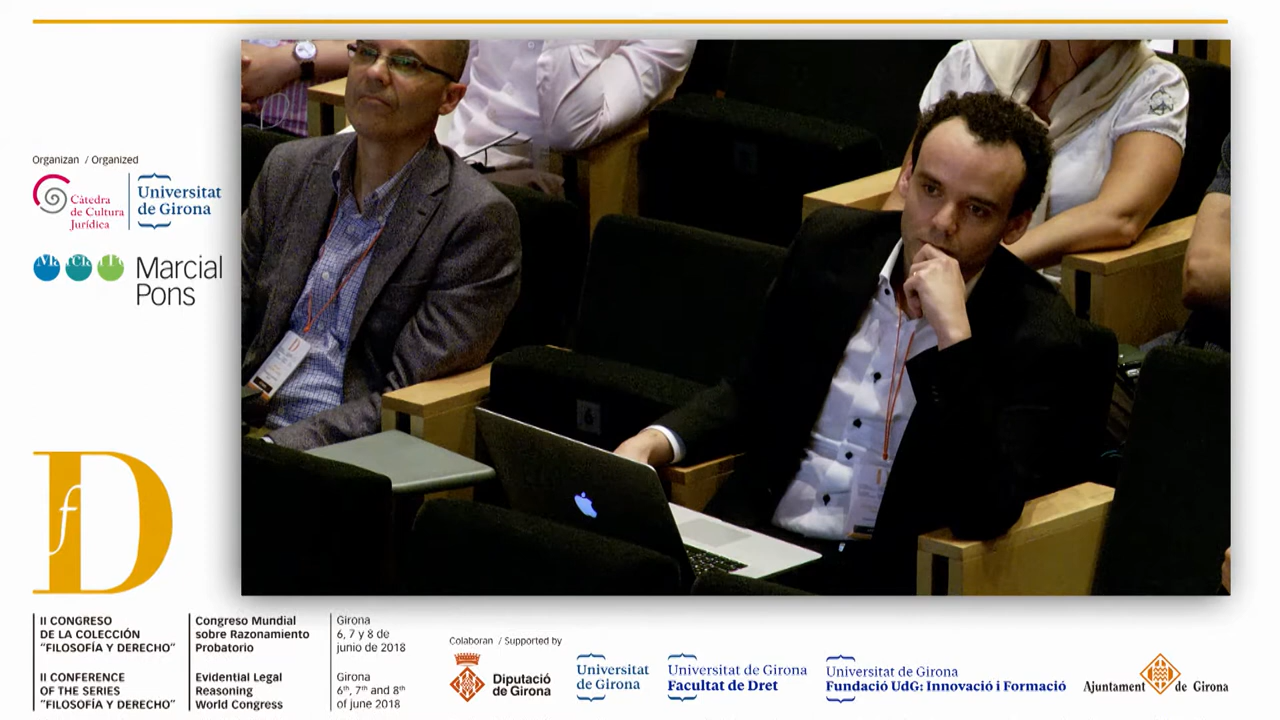 Organizan / Organized
Càtedra
de Cultura
Jurídica
Universitat
de Girona
Marcial
Pons
D
f
II CONGRESO
DE LA COLECCIÓN
"FILOSOFÍA Y DERECHO"
II CONFERENCE
OF THE SERIES
"FILOSOFÍA Y DERECHO"
Congreso Mundial
sobre Razonamiento
Probatorio
Evidential Legal
Reasoning
World Congress
Girona
6, 7 y 8 de
junio de 2018
Girona
6th, 7th and 8th
of june 2018
Colaboran / Supported by
Diputació
de Girona
Universitat
de Girona
Universitat de Girona
Facultat de Dret
Universitat de Girona
Fundació UdG: Innovació i Formació
Ajuntament de Girona